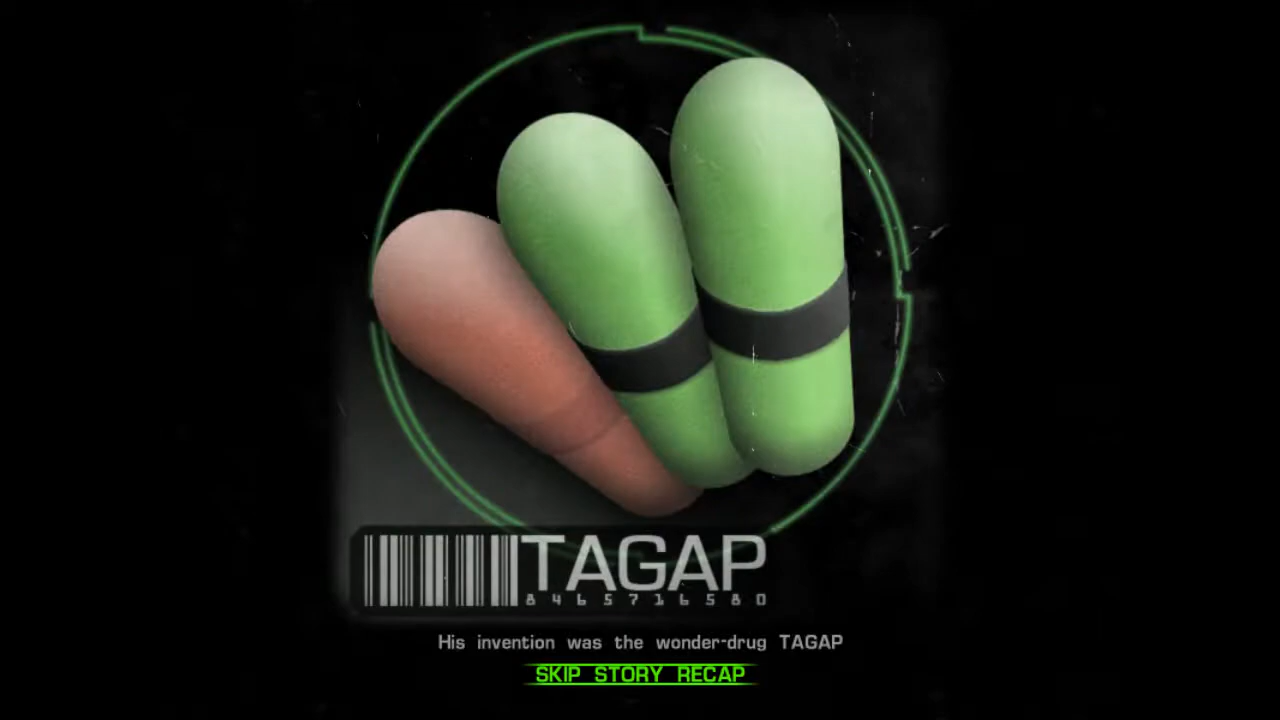 TAGAP
8465716580
His invention was the wonder-drug TAGAP
SKIP STORY RECAP